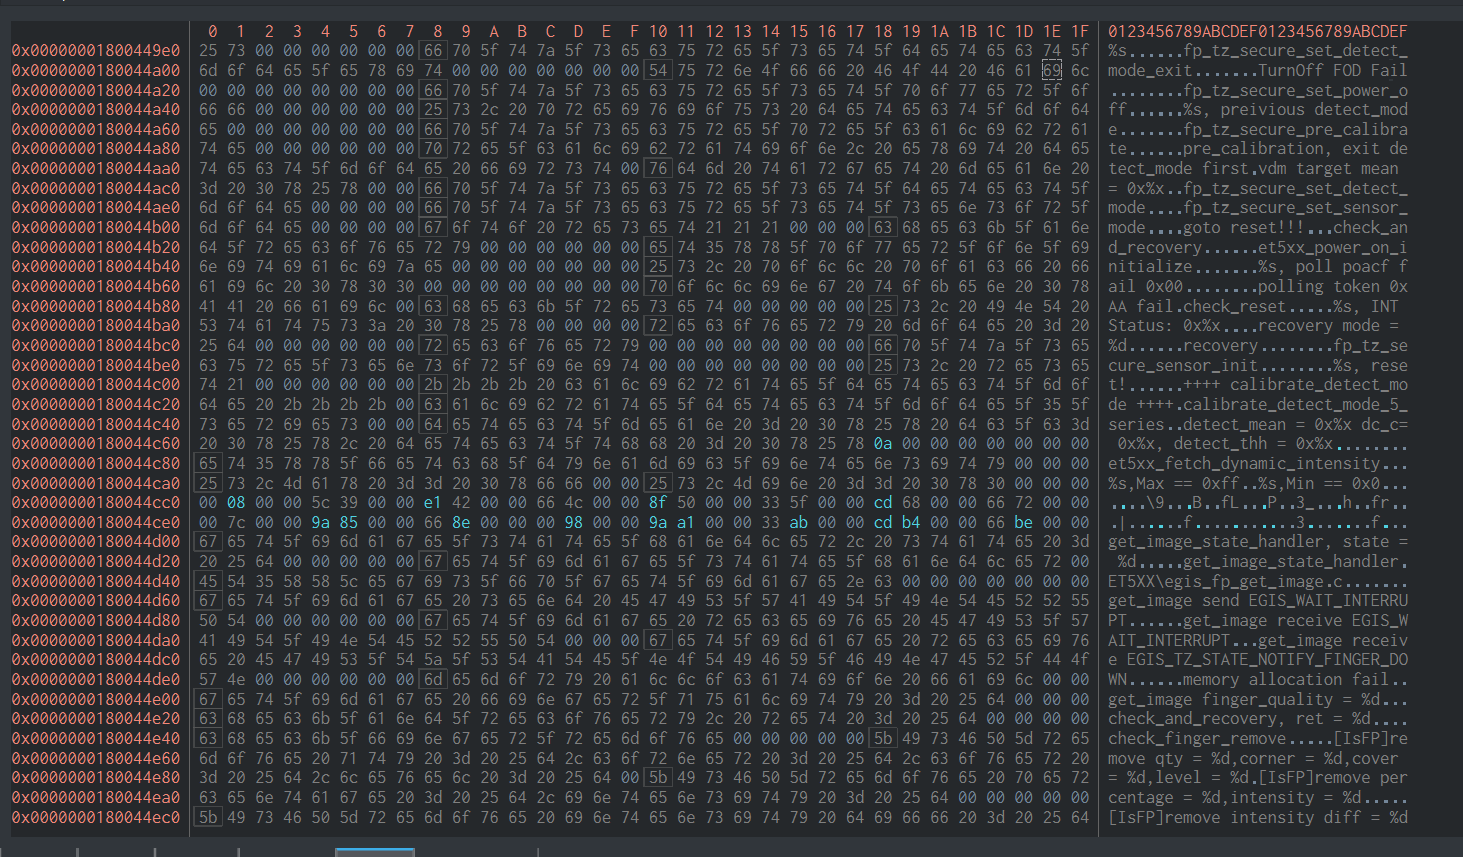 0 1 2 3 4 5 6 7 8 9 A B C D E F 10 11 12 13 14 15 16 17 18 19 1A 1B 1C 1D 1E 1F 0123456789ABCDEF0123456789ABCDEF
0x00000001800449e0 25 73 00 00 00 00 00 00 66 70 5f 74 7a 5f 73 65 63 75 72 65 5f 73 65 74 5f 64 65 74 65 63 74 5f %s......fp_tz_secure_set_detect_
0x0000000180044a00 6d 6f 64 65 5f 65 78 69 74 00 00 00 00 00 00 00 54 75 72 6e 4f 66 66 20 46 4f 44 20 46 61 69 6c mode_exit.......TurnOff FOD Fail
0x0000000180044a20 00 00 00 00 00 00 00 00 66 70 5f 74 7a 5f 73 65 63 75 72 65 5f 73 65 74 5f 70 6f 77 65 72 5f 6f ........fp_tz_secure_set_power_o
0x0000000180044a40 66 66 00 00 00 00 00 00 25 73 2c 20 70 72 65 69 76 69 6f 75 73 20 64 65 74 65 63 74 5f 6d 6f 64 ff......%s, preivious detect_mod
0x0000000180044a60 65 00 00 00 00 00 00 00 66 70 5f 74 7a 5f 73 65 63 75 72 65 5f 70 72 65 5f 63 61 6c 69 62 72 61 e.......fp_tz_secure_pre_calibra
0x0000000180044a80 74 65 00 00 00 00 00 00 70 72 65 5f 63 61 6c 69 62 72 61 74 69 6f 6e 2c 20 65 78 69 74 20 64 65 te......pre_calibration, exit de
0x0000000180044aa0 74 65 63 74 5f 6d 6f 64 65 20 66 69 72 73 74 00 76 64 6d 20 74 61 72 67 65 74 20 6d 65 61 6e 20 tect_mode first.vdm target mean
0x0000000180044ac0 3d 20 30 78 25 78 00 00 66 70 5f 74 7a 5f 73 65 63 75 72 65 5f 73 65 74 5f 64 65 74 65 63 74 5f = 0x%x..fp_tz_secure_set_detect_
0x0000000180044ae0 6d 6f 64 65 00 00 00 00 66 70 5f 74 7a 5f 73 65 63 75 72 65 5f 73 65 74 5f 73 65 6e 73 6f 72 5f mode....fp_tz_secure_set_sensor_
0x0000000180044b00 6d 6f 64 65 00 00 00 00 67 6f 74 6f 20 72 65 73 65 74 21 21 21 00 00 00 63 68 65 63 6b 5f 61 6e mode....goto reset!!!...check_an
0x0000000180044b20 64 5f 72 65 63 6f 76 65 72 79 00 00 00 00 00 00 65 74 35 78 78 5f 70 6f 77 65 72 5f 6f 6e 5f 69 d_recovery......et5xx_power_on_i
0x0000000180044b40 6e 69 74 69 61 6c 69 7a 65 00 00 00 00 00 00 00 25 73 2c 20 70 6f 6c 6c 20 70 6f 61 63 66 20 66 nitialize.......%s, poll poacf f
0x0000000180044b60 61 69 6c 20 30 78 30 30 00 00 00 00 00 00 00 00 70 6f 6c 6c 69 6e 67 20 74 6f 6b 65 6e 20 30 78 ail 0x00........polling token 0x
0x0000000180044b80 41 41 20 66 61 69 6c 00 63 68 65 63 6b 5f 72 65 73 65 74 00 00 00 00 00 25 73 2c 20 49 4e 54 20 AA fail.check_reset.....%s, INT
0x0000000180044ba0 53 74 61 74 75 73 3a 20 30 78 25 78 00 00 00 00 72 65 63 6f 76 65 72 79 20 6d 6f 64 65 20 3d 20 Status: 0x%x....recovery mode =
0x0000000180044bc0 25 64 00 00 00 00 00 00 72 65 63 6f 76 65 72 79 00 00 00 00 00 00 00 00 66 70 5f 74 7a 5f 73 65 %d......recovery........fp_tz_se
0x0000000180044be0 63 75 72 65 5f 73 65 6e 73 6f 72 5f 69 6e 69 74 00 00 00 00 00 00 00 00 25 73 2c 20 72 65 73 65 cure_sensor_init........%s, rese
0x0000000180044c00 74 21 00 00 00 00 00 00 2b 2b 2b 2b 20 63 61 6c 69 62 72 61 74 65 5f 64 65 74 65 63 74 5f 6d 6f t!......++++ calibrate_detect_mo
0x0000000180044c20 64 65 20 2b 2b 2b 2b 00 63 61 6c 69 62 72 61 74 65 5f 64 65 74 65 63 74 5f 6d 6f 64 65 5f 35 5f de ++++.calibrate_detect_mode_5_
0x0000000180044c40 73 65 72 69 65 73 00 00 64 65 74 65 63 74 5f 6d 65 61 6e 20 3d 20 30 78 25 78 20 64 63 5f 63 3d series..detect_mean = 0x%x dc_c=
0x0000000180044c60 20 30 78 25 78 2c 20 64 65 74 65 63 74 5f 74 68 68 20 3d 20 30 78 25 78 0a 00 00 00 00 00 00 00  0x%x, detect_thh = 0x%x........
0x0000000180044c80 65 74 35 78 78 5f 66 65 74 63 68 5f 64 79 6e 61 6d 69 63 5f 69 6e 74 65 6e 73 69 74 79 00 00 00 et5xx_fetch_dynamic_intensity...
0x0000000180044ca0 25 73 2c 4d 61 78 20 3d 3d 20 30 78 66 66 00 00 25 73 2c 4d 69 6e 20 3d 3d 20 30 78 30 00 00 00 %s,Max == 0xff..%s,Min == 0x0...
0x0000000180044cc0 00 08 00 00 5c 39 00 00 e1 42 00 00 66 4c 00 00 8f 50 00 00 33 5f 00 00 cd 68 00 00 66 72 00 00 ....\9...B..fL...P..3_...h..fr..
0x0000000180044ce0 00 7c 00 00 9a 85 00 00 66 8e 00 00 00 98 00 00 9a a1 00 00 33 ab 00 00 cd b4 00 00 66 be 00 00 .|......f...........3.......f...
0x0000000180044d00 67 65 74 5f 69 6d 61 67 65 5f 73 74 61 74 65 5f 68 61 6e 64 6c 65 72 2c 20 73 74 61 74 65 20 3d get_image_state_handler, state =
0x0000000180044d20 20 25 64 00 00 00 00 00 67 65 74 5f 69 6d 61 67 65 5f 73 74 61 74 65 5f 68 61 6e 64 6c 65 72 00  %d.....get_image_state_handler.
0x0000000180044d40 45 54 35 58 58 5c 65 67 69 73 5f 66 70 5f 67 65 74 5f 69 6d 61 67 65 2e 63 00 00 00 00 00 00 00 ET5XX\egis_fp_get_image.c.......
0x0000000180044d60 67 65 74 5f 69 6d 61 67 65 20 73 65 6e 64 20 45 47 49 53 5f 57 41 49 54 5f 49 4e 54 45 52 52 55 get_image send EGIS_WAIT_INTERRU
0x0000000180044d80 50 54 00 00 00 00 00 00 67 65 74 5f 69 6d 61 67 65 20 72 65 63 65 69 76 65 20 45 47 49 53 5f 57 PT......get_image receive EGIS_W
0x0000000180044da0 41 49 54 5f 49 4e 54 45 52 52 55 50 54 00 00 00 67 65 74 5f 69 6d 61 67 65 20 72 65 63 65 69 76 AIT_INTERRUPT...get_image receiv
0x0000000180044dc0 65 20 45 47 49 53 5f 54 5a 5f 53 54 41 54 45 5f 4e 4f 54 49 46 59 5f 46 49 4e 47 45 52 5f 44 4f e EGIS_TZ_STATE_NOTIFY_FINGER_DO
0x0000000180044de0 57 4e 00 00 00 00 00 00 6d 65 6d 6f 72 79 20 61 6c 6c 6f 63 61 74 69 6f 6e 20 66 61 69 6c 00 00 WN......memory allocation fail..
0x0000000180044e00 67 65 74 5f 69 6d 61 67 65 20 66 69 6e 67 65 72 5f 71 75 61 6c 69 74 79 20 3d 20 25 64 00 00 00 get_image finger_quality = %d...
0x0000000180044e20 63 68 65 63 6b 5f 61 6e 64 5f 72 65 63 6f 76 65 72 79 2c 20 72 65 74 20 3d 20 25 64 00 00 00 00 check_and_recovery, ret = %d....
0x0000000180044e40 63 68 65 63 6b 5f 66 69 6e 67 65 72 5f 72 65 6d 6f 76 65 00 00 00 00 00 5b 49 73 46 50 5d 72 65 check_finger_remove.....[IsFP]re
0x0000000180044e60 6d 6f 76 65 20 71 74 79 20 3d 20 25 64 2c 63 6f 72 6e 65 72 20 3d 20 25 64 2c 63 6f 76 65 72 20 move qty = %d,corner = %d,cover
0x0000000180044e80 3d 20 25 64 2c 6c 65 76 65 6c 20 3d 20 25 64 00 5b 49 73 46 50 5d 72 65 6d 6f 76 65 20 70 65 72 = %d,level = %d.[IsFP]remove per
0x0000000180044ea0 63 65 6e 74 61 67 65 20 3d 20 25 64 2c 69 6e 74 65 6e 73 69 74 79 20 3d 20 25 64 00 00 00 00 00 centage = %d,intensity = %d.....
0x0000000180044ec0 5b 49 73 46 50 5d 72 65 6d 6f 76 65 20 69 6e 74 65 6e 73 69 74 79 20 64 69 66 66 20 3d 20 25 64 [IsFP]remove intensity diff = %d